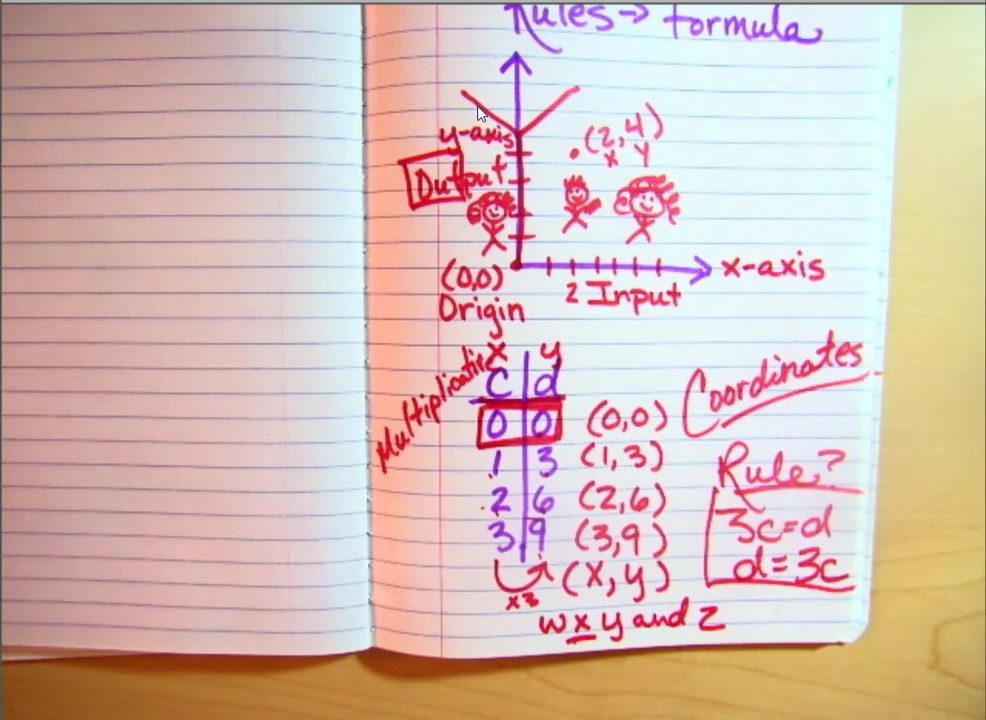 Rules → formula
y-axis
(2,4)
x y
Output
(0,0)
Origin
x-axis
2 Input
Multiplication
x y
c d
0 0 (0,0)
1 3 (1,3)
2 6 (2,6)
3 9 (3,9)
x3 (x,y)
w x y and z
Coordinates
Rule?
3c=d
d=3c